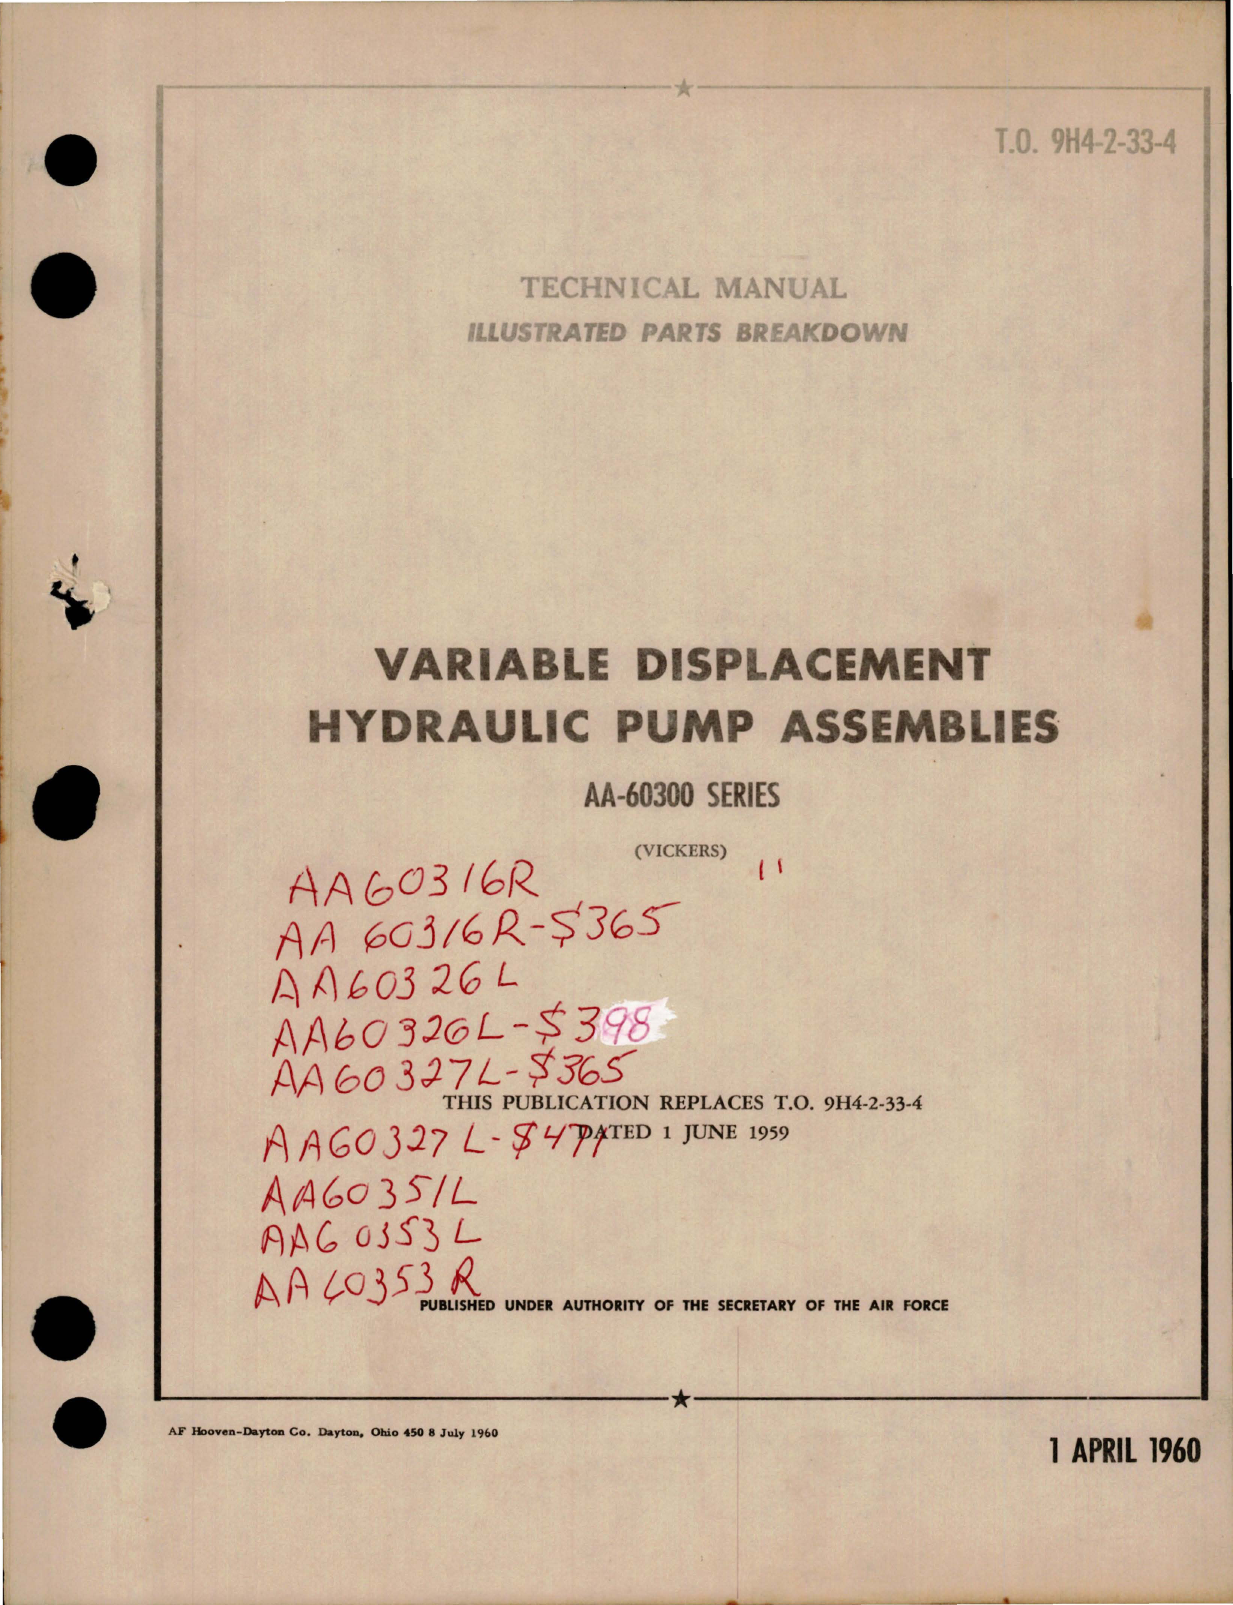 T.O. 9H4-2-33-4
TECHNICAL MANUAL
ILLUSTRATED PARTS BREAKDOWN
VARIABLE DISPLACEMENT
HYDRAULIC PUMP ASSEMBLIES
AA-60300 SERIES
(VICKERS)
AA60316R
AA 60316R-$365
AA60326L
AA60326L-$398
AA60327L-$365
THIS PUBLICATION REPLACES T.O. 9H4-2-33-4
DATED 1 JUNE 1959
AA60327L-$477
AA60351L
AA60353L
AA60353R
PUBLISHED UNDER AUTHORITY OF THE SECRETARY OF THE AIR FORCE
AF Hooven-Dayton Co. Dayton, Ohio 450 8 July 1960
1 APRIL 1960